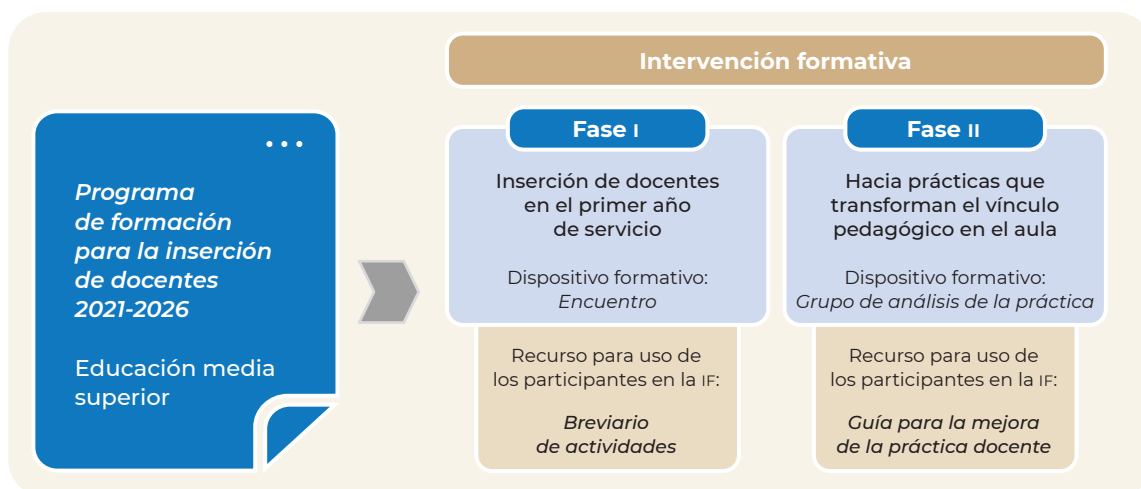 Intervención formativa
...
Programa
de formación
para la inserción
de docentes
2021-2026
Educación media
superior
Fase I
Inserción de docentes
en el primer año
de servicio
Dispositivo formativo:
Encuentro
Recurso para uso de
los participantes en la IF:
Breviario
de actividades
Fase II
Hacia prácticas que
transforman el vínculo
pedagógico en el aula
Dispositivo formativo:
Grupo de análisis de la práctica
Recurso para uso de
los participantes en la IF:
Guía para la mejora
de la práctica docente